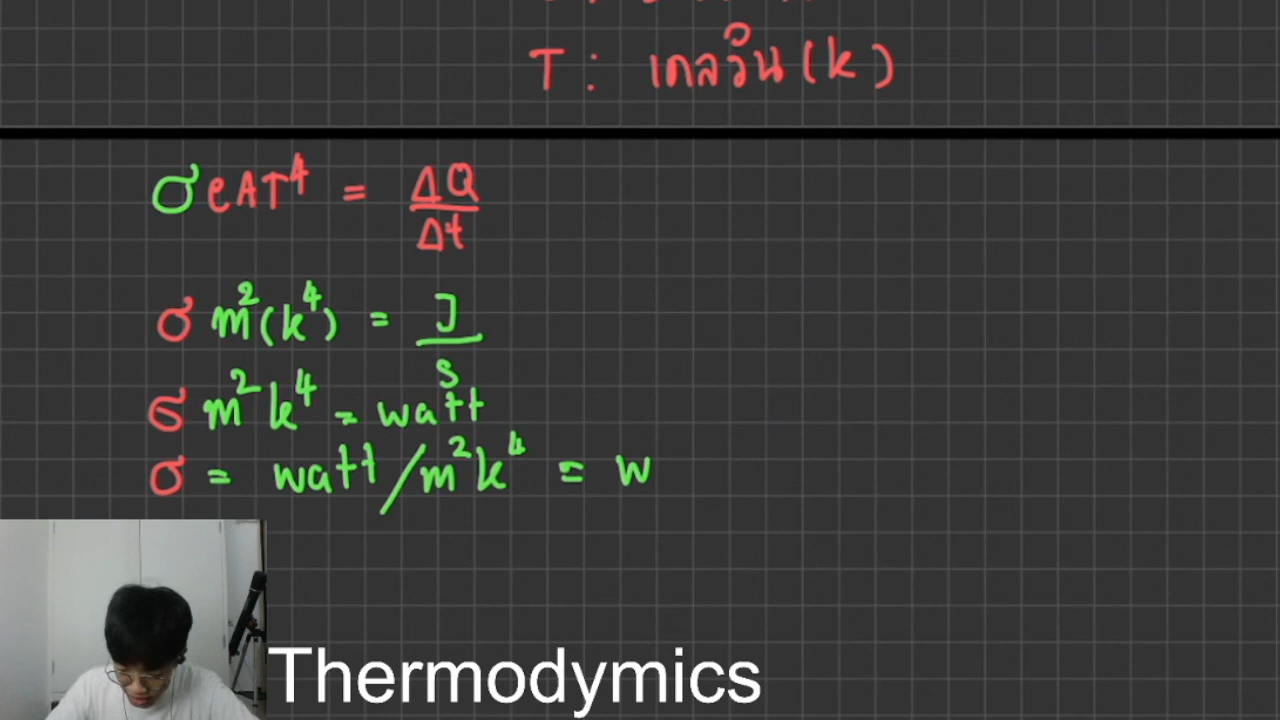 T : เคลวิน (k)
σeAT⁴ = ΔQ/Δt
σ m²(k⁴) = J/s
σ m²k⁴ = watt
σ = watt/m²k⁴ = w
Thermodymics